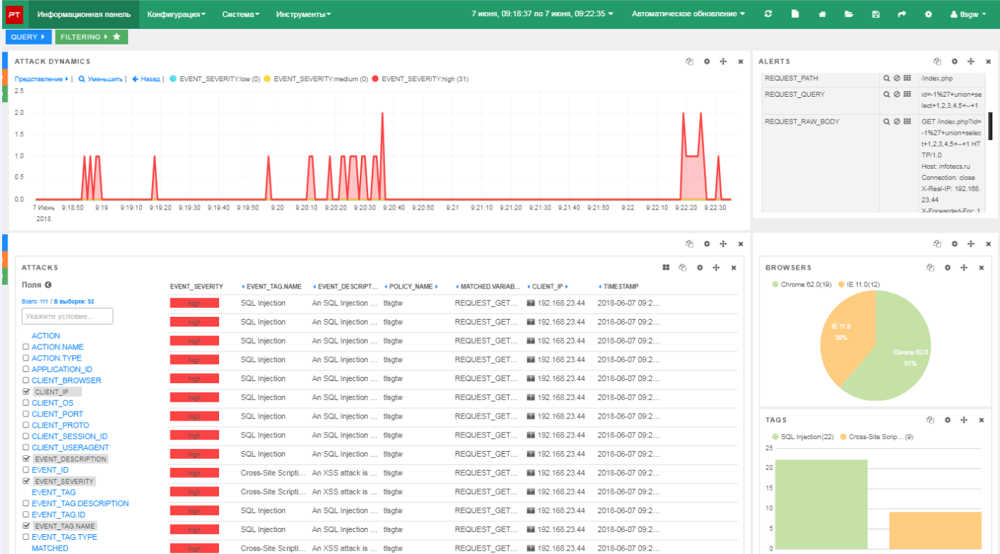 PT Информационная панель Конфигурация Система Инструменты 7 июня, 09:18:37 по 7 июня, 09:22:35 Автоматическое обновление tlsgw
QUERY FILTERING
ATTACK DYNAMICS
Представление | Уменьшить | Назад | EVENT_SEVERITY:low (0) EVENT_SEVERITY:medium (0) EVENT_SEVERITY:high (31)
2.5
2.0
1.5
1.0
0.5
0.0
7 Июнь 9:18:50 9:19 9:19:10 9:19:20 9:19:30 9:19:40 9:19:50 9:20 9:20:10 9:20:20 9:20:30 9:20:40 9:20:50 9:21 9:21:10 9:21:20 9:21:30 9:21:40 9:21:50 9:22 9:22:10 9:22:20 9:22:30
2018
ALERTS
REQUEST_PATH /index.php
REQUEST_QUERY id=-1%27+union+se
lect+1,2,3,4,5+--+1
REQUEST_RAW_BODY GET /index.php?id=
-1%27+union+selec
t+1,2,3,4,5+--+1 HT
TP/1.0
Host: infotecs.ru
Connection: close
X-Real-IP: 192.168.
23.44
X-Forwarded-For: 1
ATTACKS
Поля
Всего: 111 / В выборке: 52
Укажите условие...
ACTION
ACTION.NAME
ACTION.TYPE
APPLICATION_ID
CLIENT_BROWSER
CLIENT_IP
CLIENT_OS
CLIENT_PORT
CLIENT_PROTO
CLIENT_SESSION_ID
CLIENT_USERAGENT
EVENT_DESCRIPTION
EVENT_ID
EVENT_SEVERITY
EVENT_TAG
EVENT_TAG.DESCRIPTION
EVENT_TAG.ID
EVENT_TAG.NAME
EVENT_TAG.TYPE
MATCHED
EVENT_SEVERITY EVENT_TAG.NAME EVENT_DESCRIPT... POLICY_NAME MATCHED.VARIAB... CLIENT_IP TIMESTAMP
high SQL Injection An SQL Injection ... tlsgtw REQUEST_GET... 192.168.23.44 2018-06-07 09:2...
high SQL Injection An SQL Injection ... tlsgtw REQUEST_GET... 192.168.23.44 2018-06-07 09:2...
high SQL Injection An SQL Injection ... tlsgtw REQUEST_GET... 192.168.23.44 2018-06-07 09:2...
high SQL Injection An SQL Injection ... tlsgtw REQUEST_GET... 192.168.23.44 2018-06-07 09:2...
high SQL Injection An SQL Injection ... tlsgtw REQUEST_GET... 192.168.23.44 2018-06-07 09:2...
high SQL Injection An SQL Injection ... tlsgtw REQUEST_GET... 192.168.23.44 2018-06-07 09:2...
high SQL Injection An SQL Injection ... tlsgtw REQUEST_GET... 192.168.23.44 2018-06-07 09:2...
high SQL Injection An SQL Injection ... tlsgtw REQUEST_GET... 192.168.23.44 2018-06-07 09:2...
high SQL Injection An SQL Injection ... tlsgtw REQUEST_GET... 192.168.23.44 2018-06-07 09:2...
high Cross-Site Scripti... An XSS attack is ... tlsgtw REQUEST_GET... 192.168.23.44 2018-06-07 09:2...
high Cross-Site Scripti... An XSS attack is ... tlsgtw REQUEST_GET... 192.168.23.44 2018-06-07 09:2...
high SQL Injection An SQL Injection ... tlsgtw REQUEST_GET... 192.168.23.44 2018-06-07 09:2...
high SQL Injection An SQL Injection ... tlsgtw REQUEST_GET... 192.168.23.44 2018-06-07 09:2...
high Cross-Site Scripti... An XSS attack is ... tlsgtw REQUEST_GET... 192.168.23.44 2018-06-07 09:2...
BROWSERS
Chrome 62.0(19) IE 11.0(12)
IE 11.0
39%
Chrome 62.0
61%
TAGS
SQL Injection(22) Cross-Site Scrip... (9)
25
20
15
10
5
0